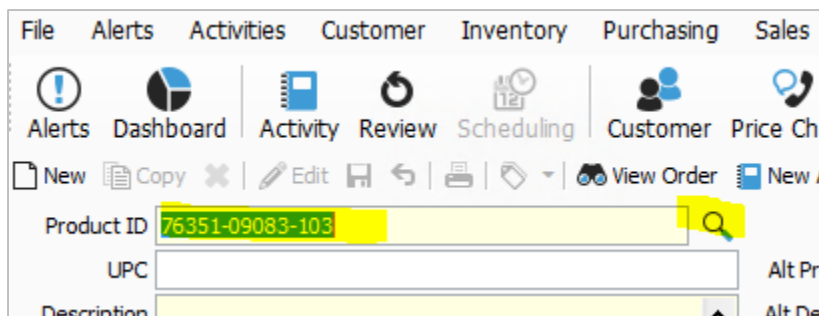 File Alerts Activities Customer Inventory Purchasing Sales
Alerts Dashboard Activity Review Scheduling Customer Price Ch
New Copy Edit View Order New
Product ID 76351-09083-103
UPC Alt Pr
Description Alt De